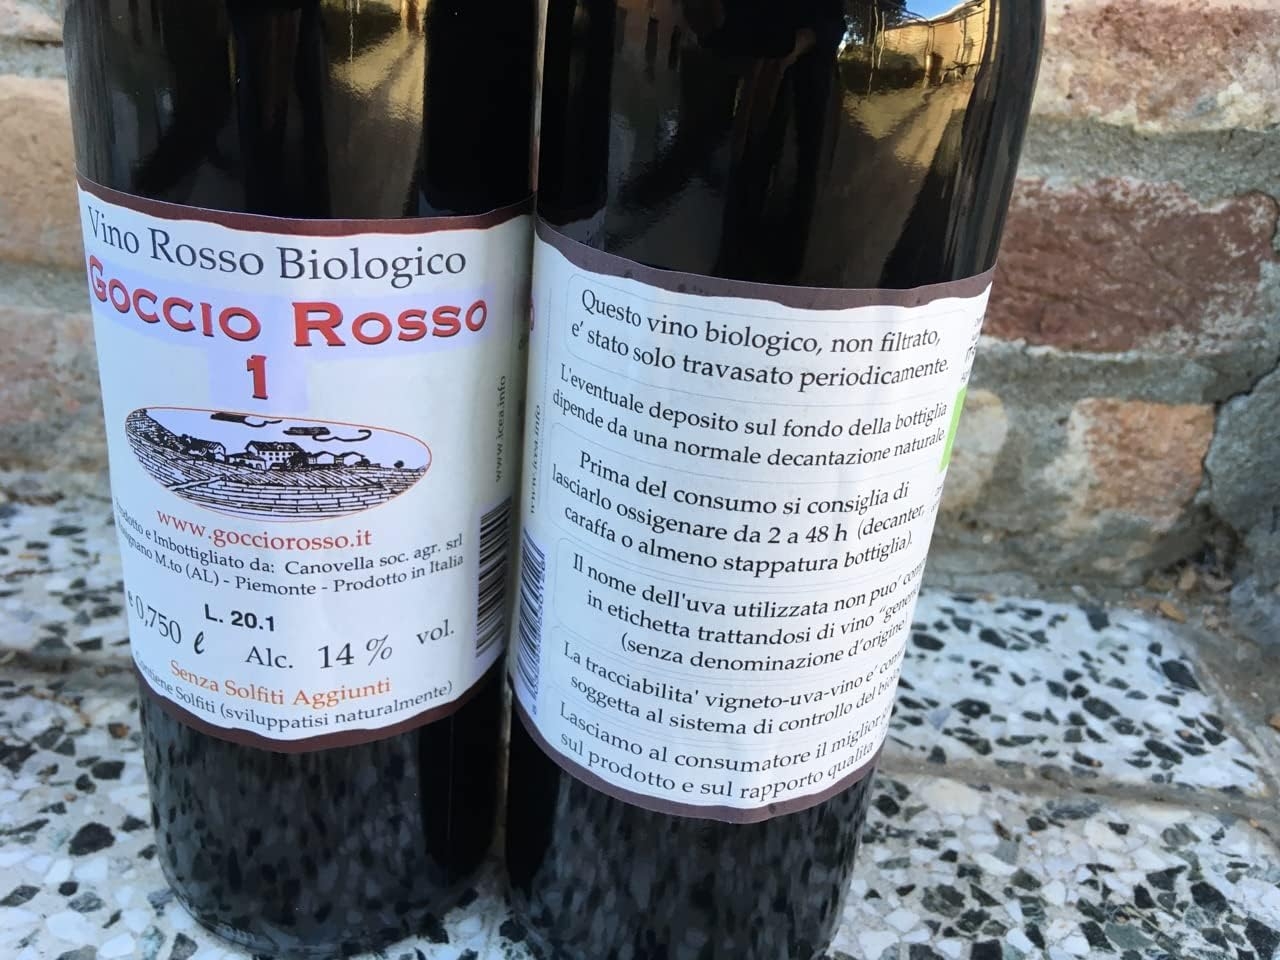 Vino Rosso Biologico
Goccio Rosso
1
www.gocciorosso.it
e Imbottigliato da: Canovella soc. agr. srl
M.to (AL) - Piemonte - Prodotto in Italia
L. 20.1
e 0,750 ℓ Alc. 14 % vol.
Senza Solfiti Aggiunti
Solfiti (sviluppatisi naturalmente)
www.icea.info
Questo vino biologico, non filtrato,
e' stato solo travasato periodicamente.
L'eventuale deposito sul fondo della bottiglia
dipende da una normale decantazione naturale.
Prima del consumo si consiglia di
lasciarlo ossigenare da 2 a 48 h (decanter,
caraffa o almeno stappatura bottiglia).
Il nome dell'uva utilizzata non puo'
in etichetta trattandosi di vino
(senza denominazione d'origine)
La tracciabilita' vigneto-uva-vino e'
soggetta al sistema di controllo del
Lasciamo al consumatore il miglior
sul prodotto e sul rapporto qualita